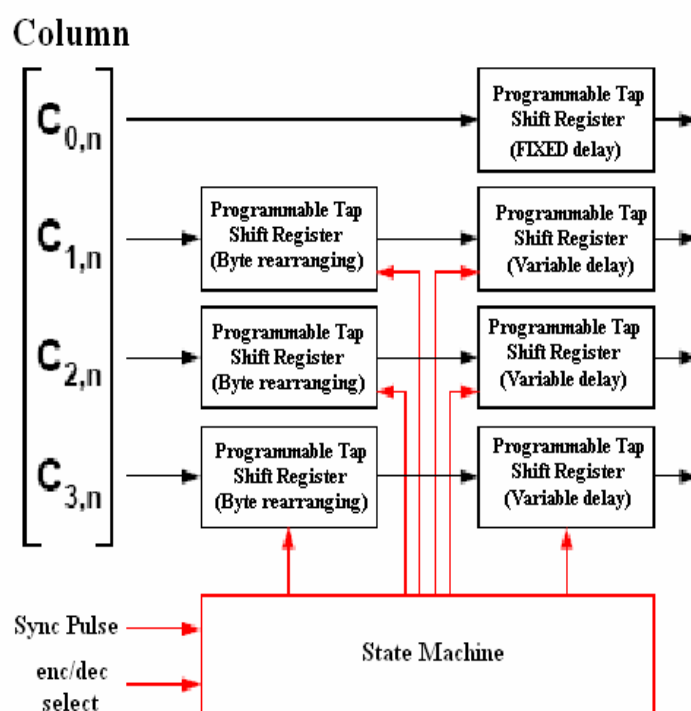 Column
C0,n
Programmable Tap
Shift Register
(FIXED delay)
C1,n
Programmable Tap
Shift Register
(Byte rearranging)
Programmable Tap
Shift Register
(Variable delay)
C2,n
Programmable Tap
Shift Register
(Byte rearranging)
Programmable Tap
Shift Register
(Variable delay)
C3,n
Programmable Tap
Shift Register
(Byte rearranging)
Programmable Tap
Shift Register
(Variable delay)
Sync Pulse
enc/dec
select
State Machine